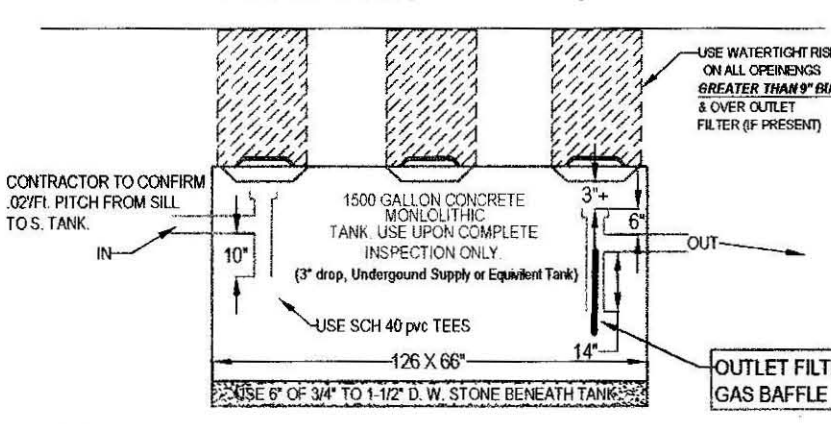 USE WATERTIGHT
ON ALL OPEINENGS
GREATER THAN 9"
& OVER OUTLET
FILTER (IF PRESENT)
CONTRACTOR TO CONFIRM
.02'/Ft. PITCH FROM SILL
TO S. TANK.
IN
10"
1500 GALLON CONCRETE
MONLOLITHIC
TANK. USE UPON COMPLETE
INSPECTION ONLY.
(3" drop, Undergound Supply or Equivilent Tank)
3"+
6"
OUT
USE SCH 40 pvc TEES
14"
126 X 66"
OUTLET FILT
GAS BAFFLE
USE 6" OF 3/4" TO 1-1/2" D. W. STONE BENEATH TANK